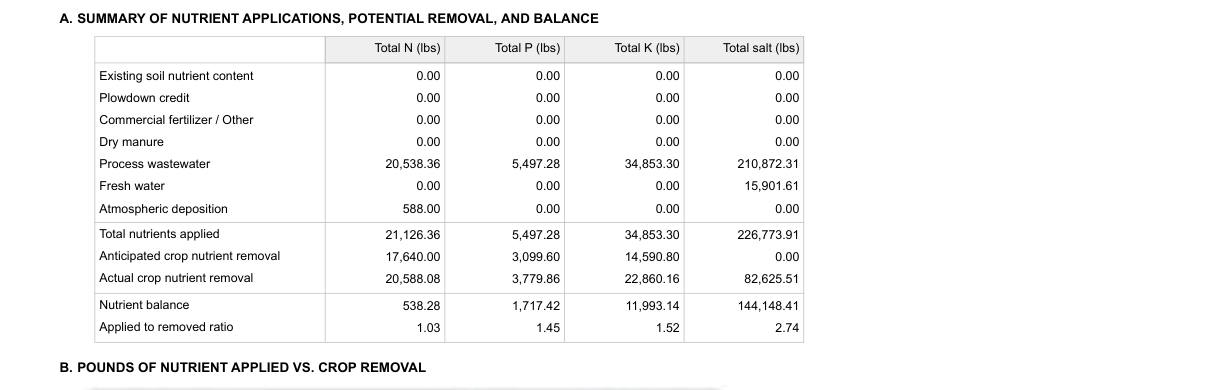 A. SUMMARY OF NUTRIENT APPLICATIONS, POTENTIAL REMOVAL, AND BALANCE
Total N (lbs) Total P (lbs) Total K (lbs) Total salt (lbs)
Existing soil nutrient content 0.00 0.00 0.00 0.00
Plowdown credit 0.00 0.00 0.00 0.00
Commercial fertilizer / Other 0.00 0.00 0.00 0.00
Dry manure 0.00 0.00 0.00 0.00
Process wastewater 20,538.36 5,497.28 34,853.30 210,872.31
Fresh water 0.00 0.00 0.00 15,901.61
Atmospheric deposition 588.00 0.00 0.00 0.00
Total nutrients applied 21,126.36 5,497.28 34,853.30 226,773.91
Anticipated crop nutrient removal 17,640.00 3,099.60 14,590.80 0.00
Actual crop nutrient removal 20,588.08 3,779.86 22,860.16 82,625.51
Nutrient balance 538.28 1,717.42 11,993.14 144,148.41
Applied to removed ratio 1.03 1.45 1.52 2.74
B. POUNDS OF NUTRIENT APPLIED VS. CROP REMOVAL